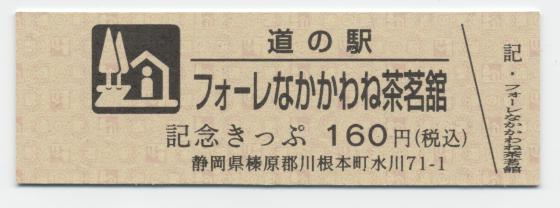 道の駅
フォーレなかかわね茶茗舘
記念きっぷ 160円(税込)
静岡県榛原郡川根本町水川71-1
記・フォーレなかかわね茶茗舘